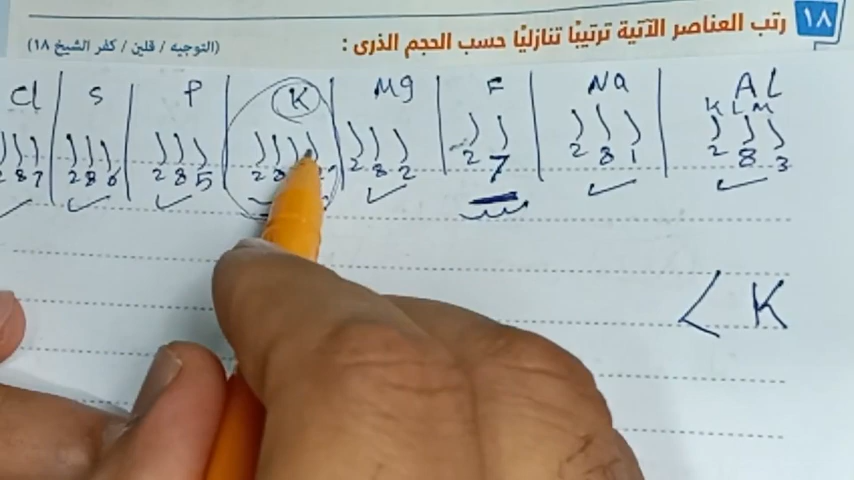 ١٨ رتب العناصر الآتية ترتيبًا تنازليًا حسب الحجم الذرى : (التوجيه / قلين / كفر الشيخ ١٨)
Cl S P K Mg F Na AL
K L M
2 8 7 2 8 6 2 8 5 2 8 2 8 2 2 7 2 8 1 2 8 3
< K